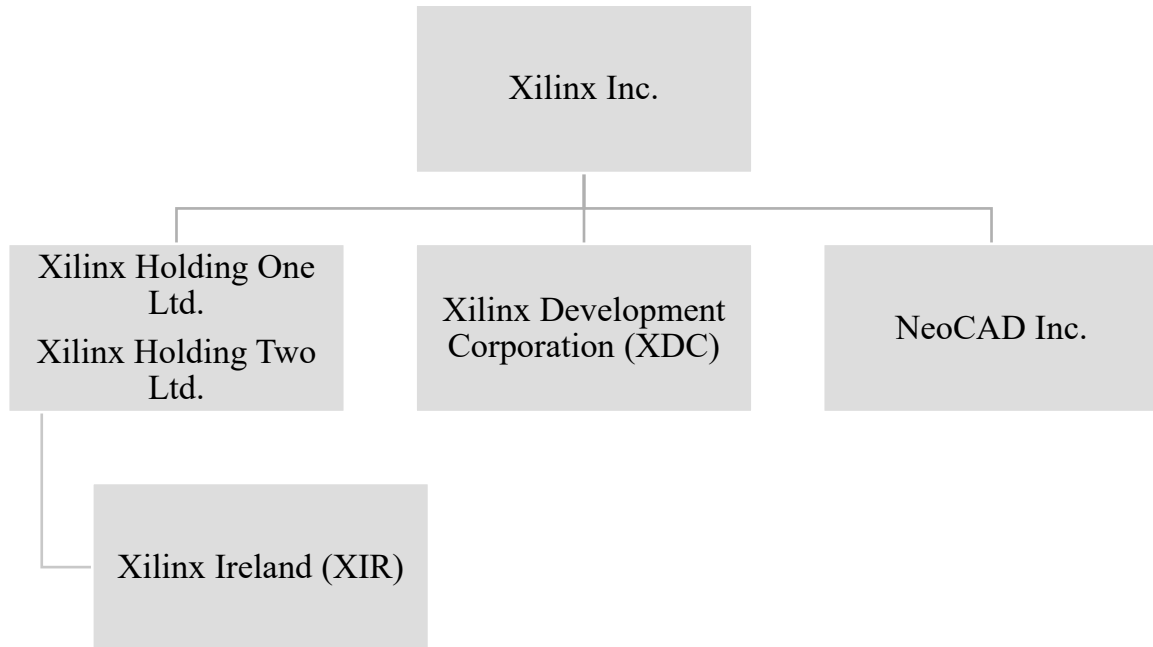 Xilinx Inc.
Xilinx Holding One
Ltd.
Xilinx Holding Two
Ltd.
Xilinx Development
Corporation (XDC)
NeoCAD Inc.
Xilinx Ireland (XIR)